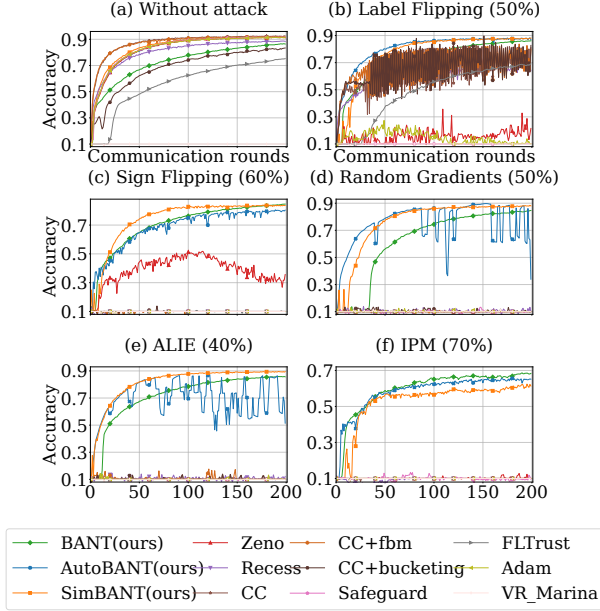 (a) Without attack
(b) Label Flipping (50%)
Accuracy
0.9
0.7
0.5
0.3
0.1
0.9
0.7
0.5
0.3
0.1
Communication rounds
Communication rounds
(c) Sign Flipping (60%)
(d) Random Gradients (50%)
Accuracy
0.7
0.5
0.3
0.1
0.9
0.7
0.5
0.3
0.1
(e) ALIE (40%)
(f) IPM (70%)
Accuracy
0.9
0.7
0.5
0.3
0.1
0.7
0.5
0.3
0.1
0 50 100 150 200
0 50 100 150 200
BANT(ours) Zeno CC+fbm FLTrust
AutoBANT(ours) Recess CC+bucketing Adam
SimBANT(ours) CC Safeguard VR_Marina